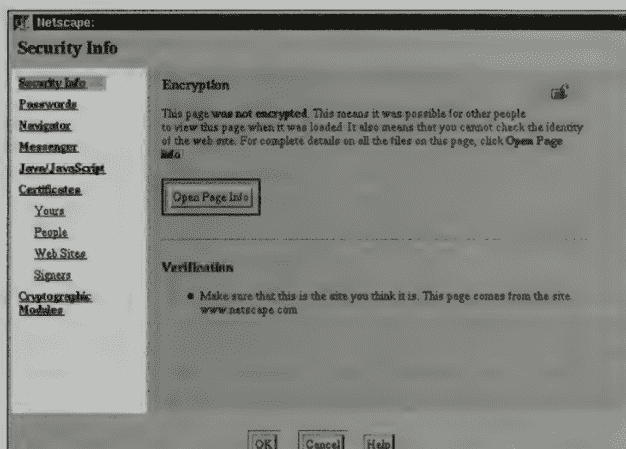 Netscape:
Security Info
Security Info
Passwords
Navigator
Messenger
Java/JavaScript
Certificates
Yours
People
Web Sites
Signers
Cryptographic
Modules
Encryption
This page was not encrypted. This means it was possible for other people
to view this page when it was loaded. It also means that you cannot check the identity
of the web site. For complete details on all the files on this page, click Open Page
Info
Open Page Info
Verification
• Make sure that this is the site you think it is. This page comes from the site
www.netscape.com
OK Cancel Help